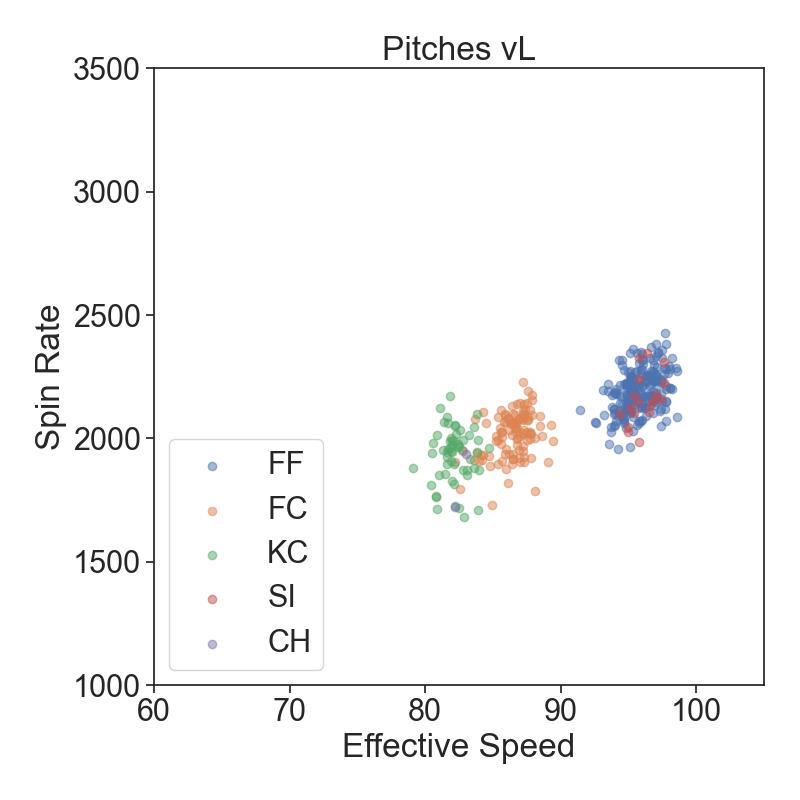 Pitches vL
3500
3000
2500
2000
1500
1000
Spin Rate
FF
FC
KC
SI
CH
60 70 80 90 100
Effective Speed